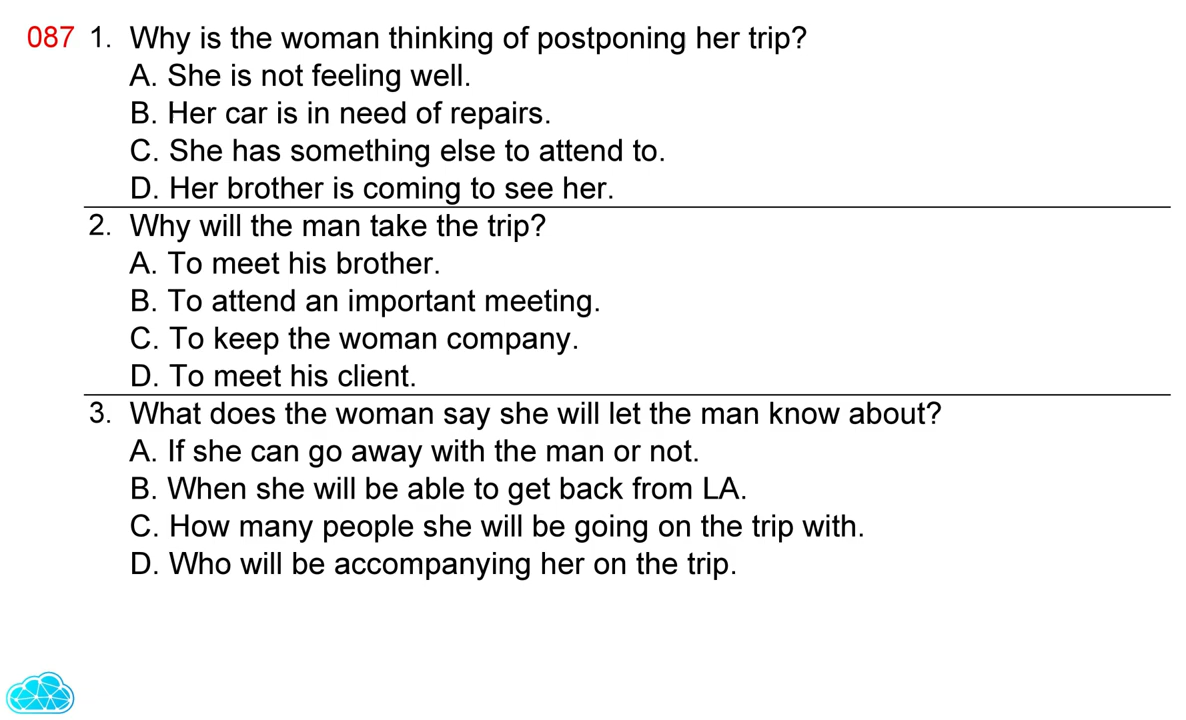 087 1. Why is the woman thinking of postponing her trip?
A. She is not feeling well.
B. Her car is in need of repairs.
C. She has something else to attend to.
D. Her brother is coming to see her.
2. Why will the man take the trip?
A. To meet his brother.
B. To attend an important meeting.
C. To keep the woman company.
D. To meet his client.
3. What does the woman say she will let the man know about?
A. If she can go away with the man or not.
B. When she will be able to get back from LA.
C. How many people she will be going on the trip with.
D. Who will be accompanying her on the trip.